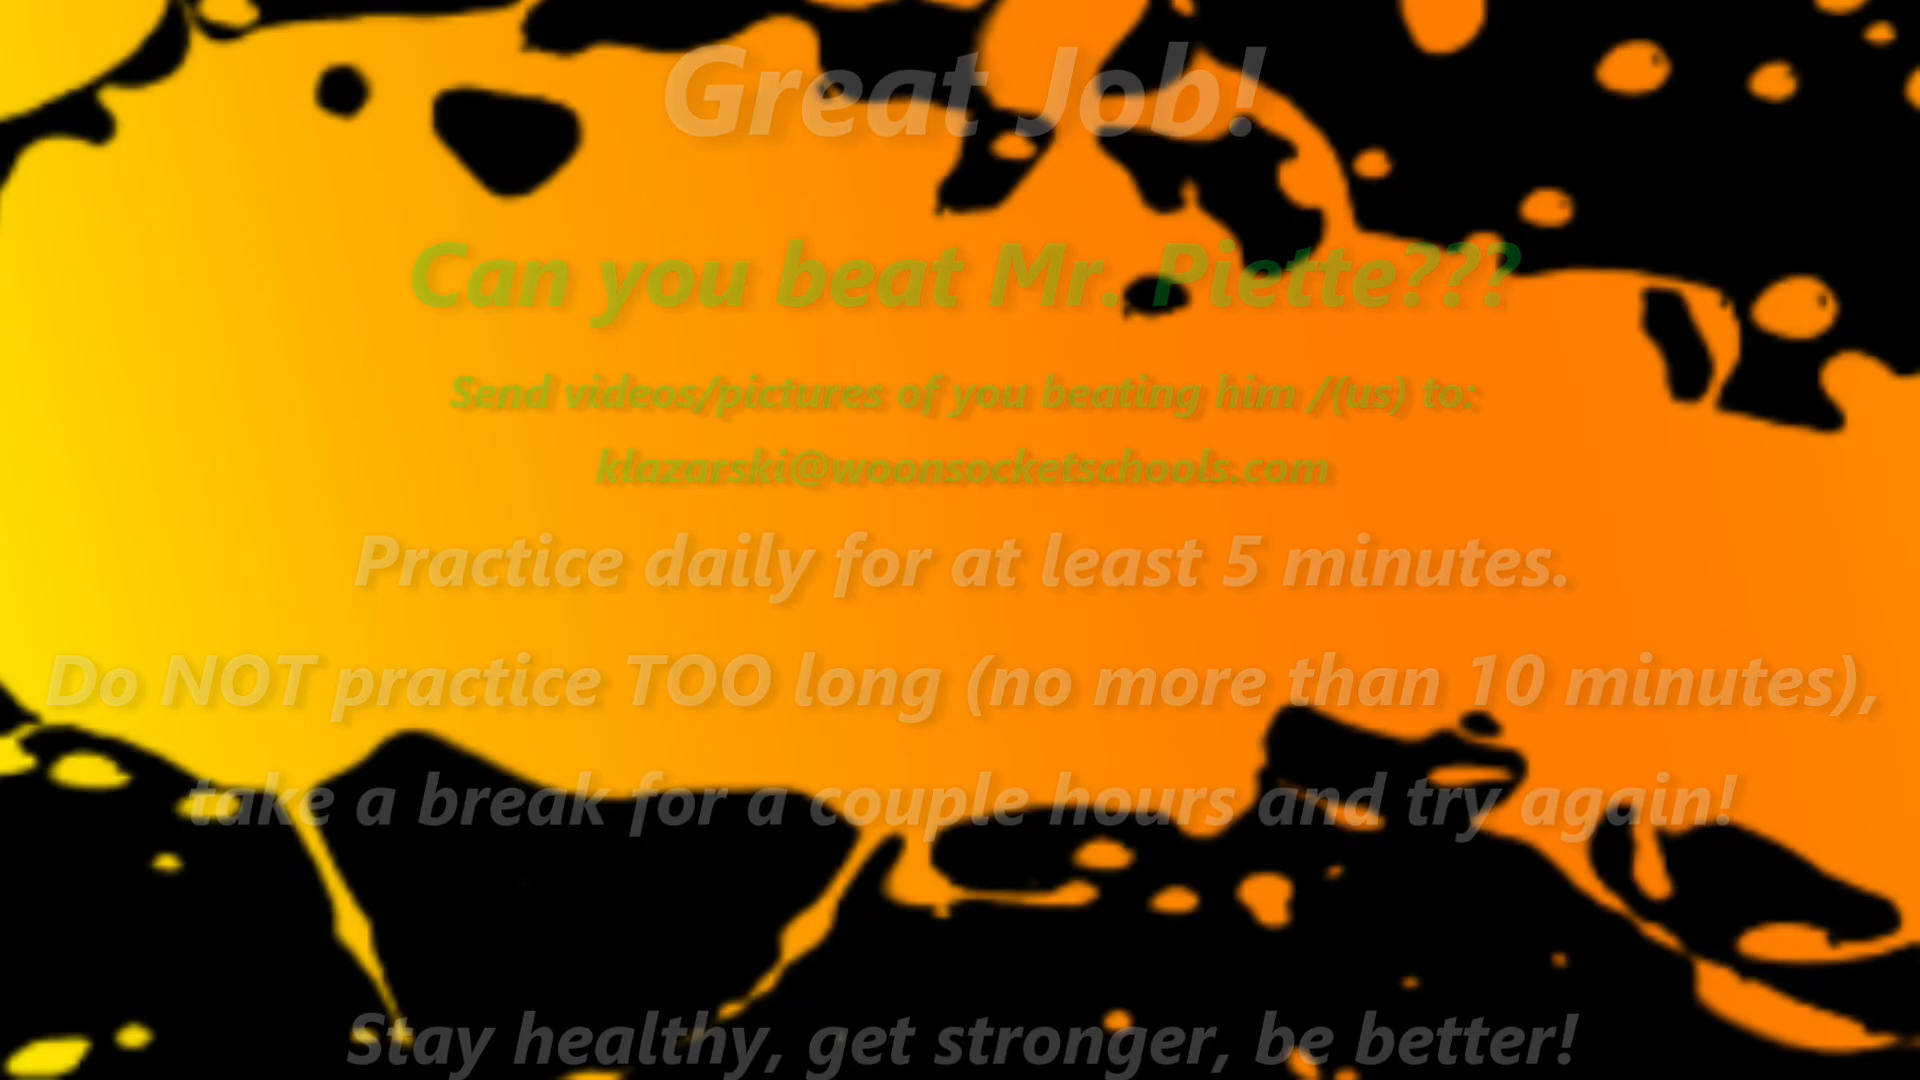 Great Job!
Can you beat Mr. Piette???
Send videos/pictures of you beating him /(us) to:
klazarski@woonsocketschools.com
Practice daily for at least 5 minutes.
Do NOT practice TOO long (no more than 10 minutes),
take a break for a couple hours and try again!
Stay healthy, get stronger, be better!